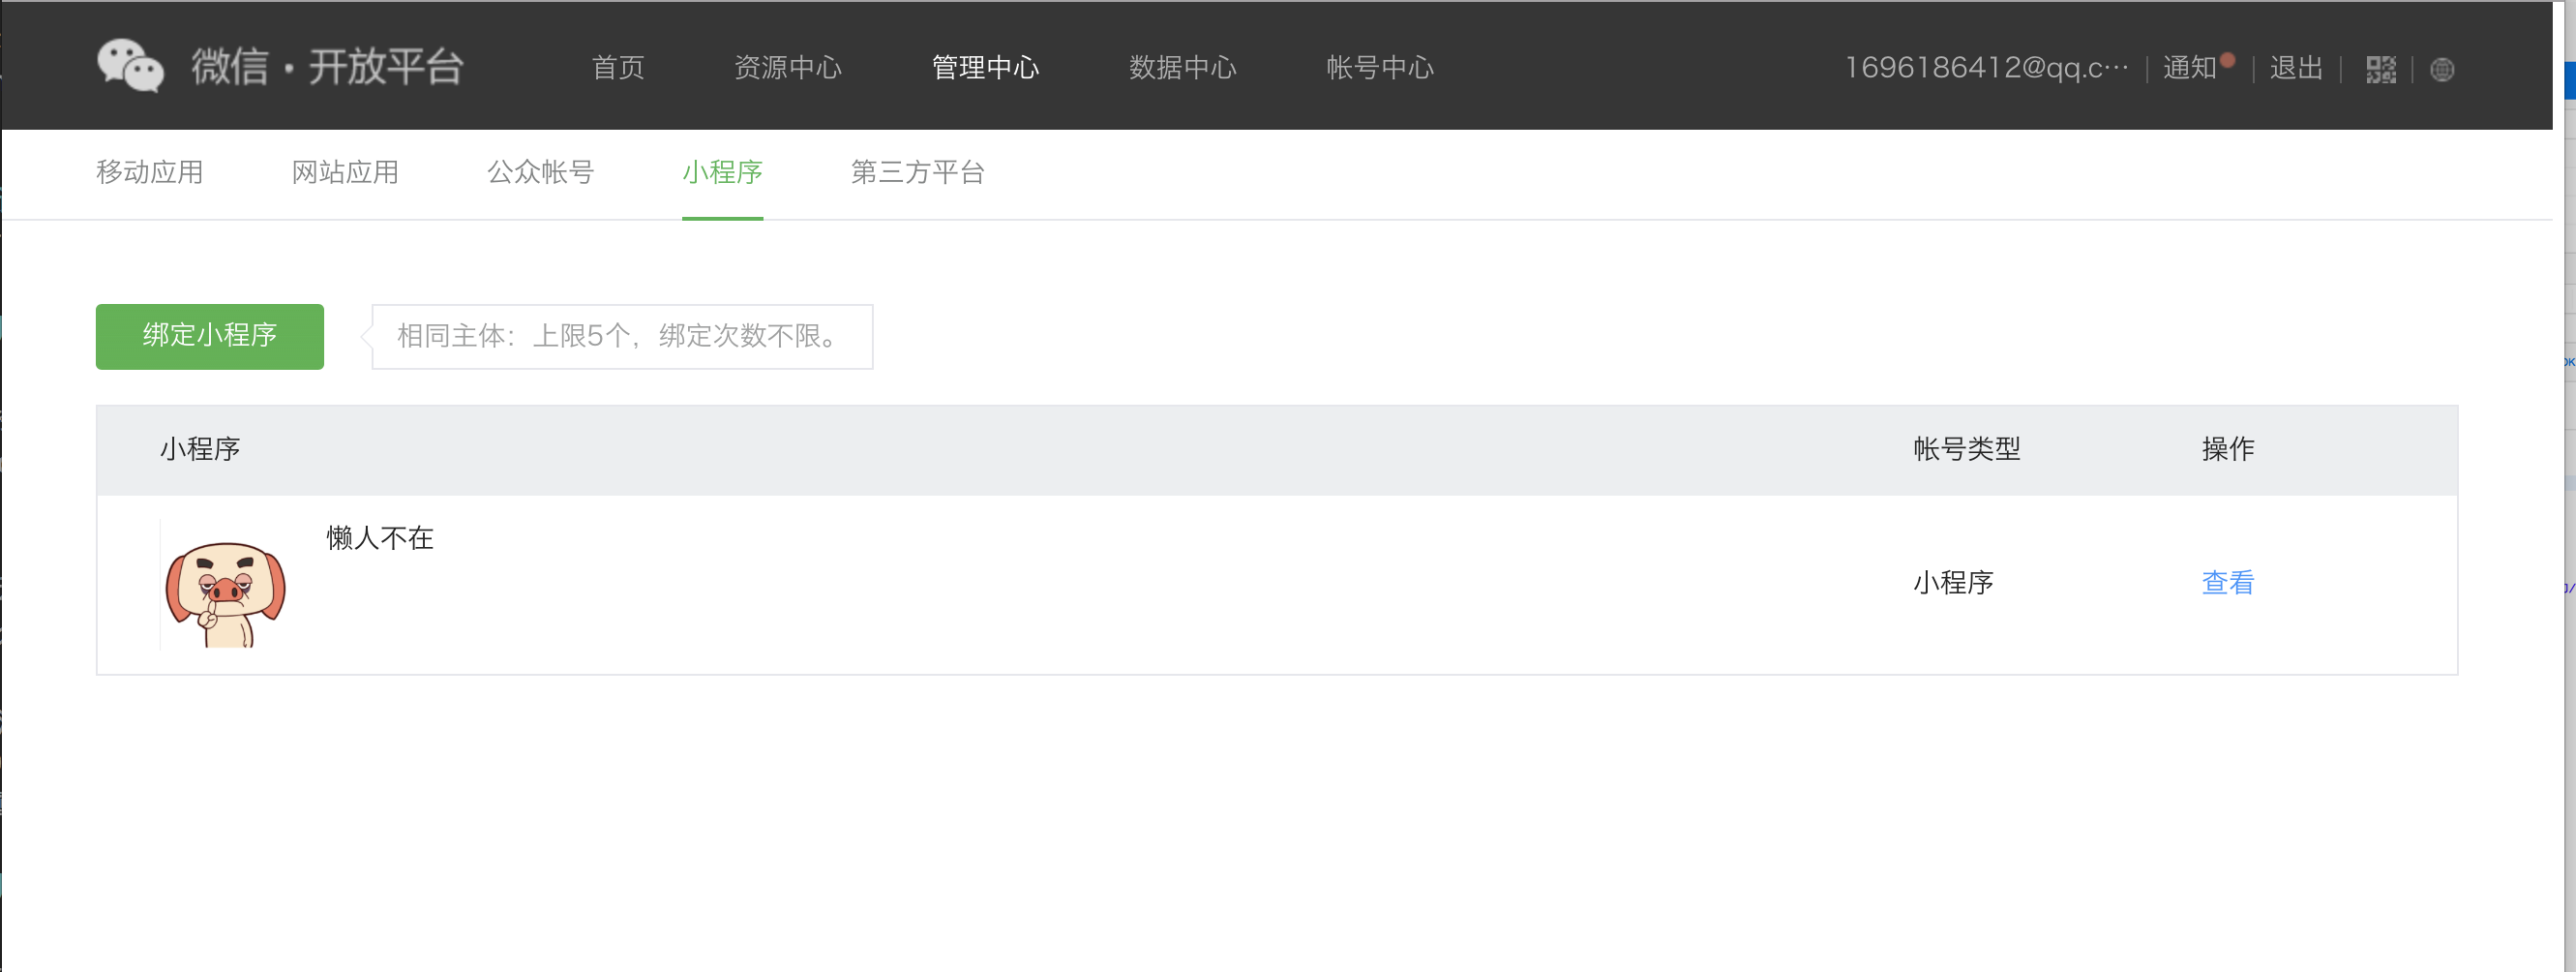 微信·开放平台 首页 资源中心 管理中心 数据中心 帐号中心 1696186412@qq.c··· 通知 退出
移动应用 网站应用 公众帐号 小程序 第三方平台
绑定小程序 相同主体：上限5个，绑定次数不限。
小程序 帐号类型 操作
懒人不在
小程序 查看